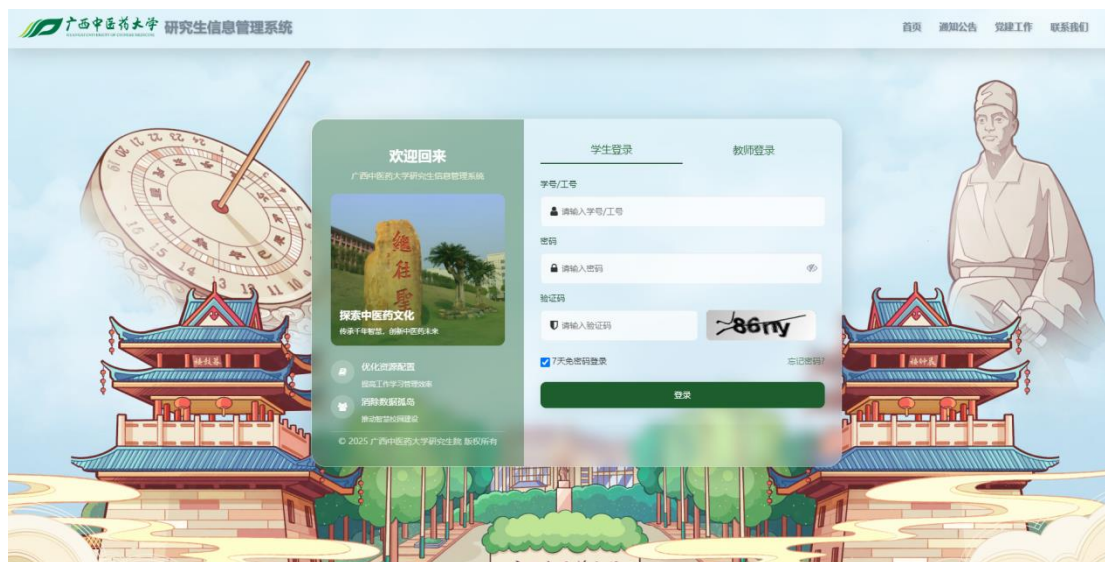 广西中医药大学 研究生信息管理系统
首页 通知公告 党建工作 联系我们
欢迎回来
广西中医药大学研究生信息管理系统
继往圣
探索中医药文化
传承千年智慧，创新中医药未来
优化资源配置
提高工作学习管理效率
消除数据孤岛
推动智慧校园建设
© 2025 广西中医药大学研究生院 版权所有
学生登录 教师登录
学号/工号
请输入学号/工号
密码
请输入密码
验证码
请输入验证码
7天免密码登录 忘记密码?
登录